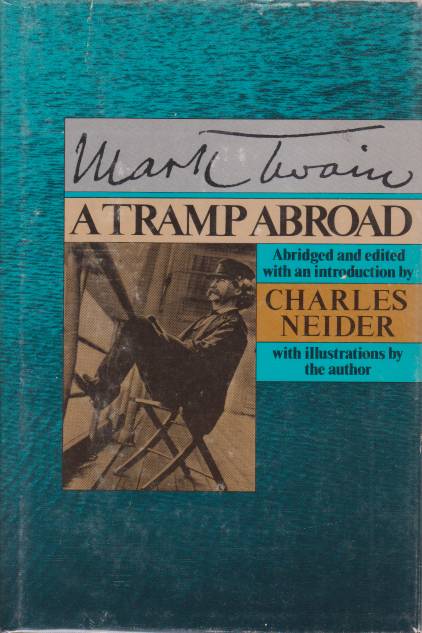 Mark Twain
A TRAMP ABROAD
Abridged and edited
with an introduction by
CHARLES
NEIDER
with illustrations by
the author